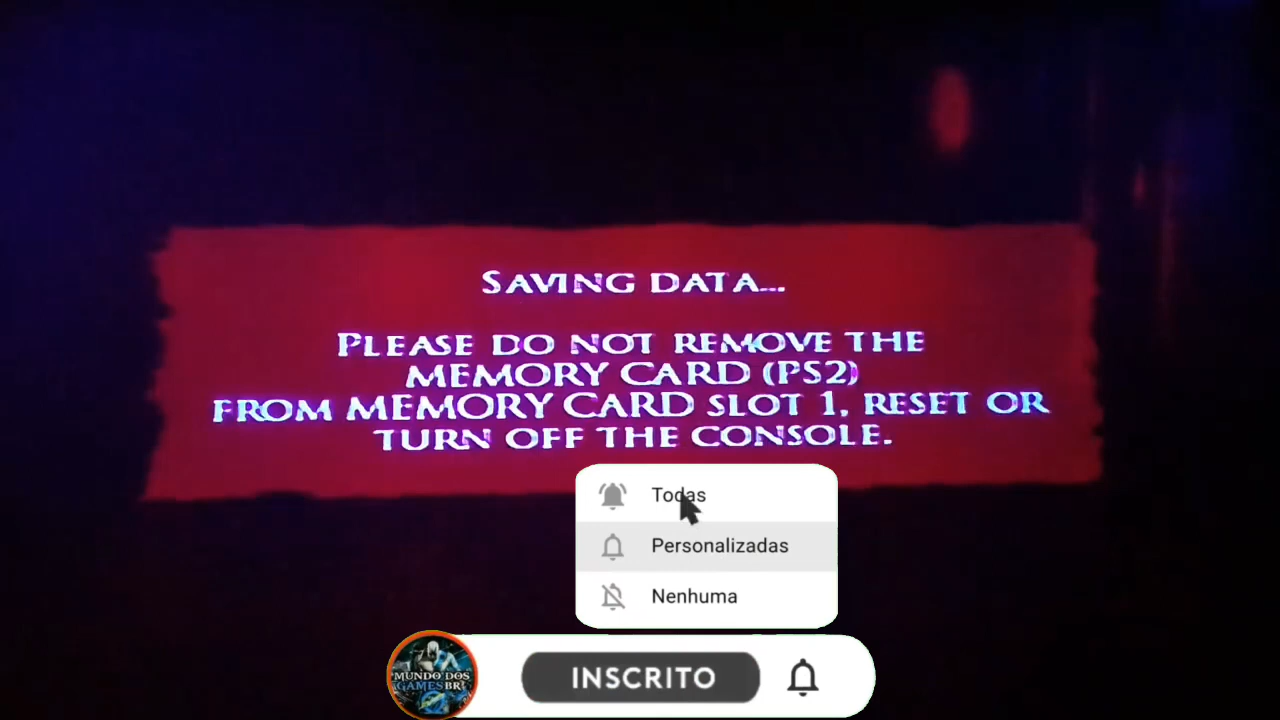 SAVING DATA...
PLEASE DO NOT REMOVE THE
MEMORY CARD (PS2)
FROM MEMORY CARD SLOT 1, RESET OR
TURN OFF THE CONSOLE.
Todas
Personalizadas
Nenhuma
MUNDO DOS
GAMES BR
INSCRITO